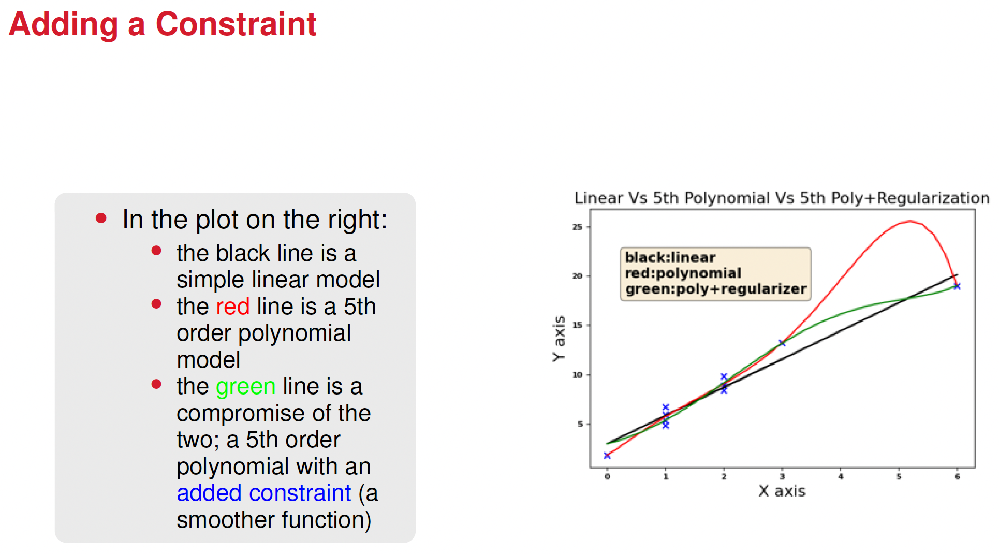 Adding a Constraint
In the plot on the right:
the black line is a
simple linear model
the red line is a 5th
order polynomial
model
the green line is a
compromise of the
two; a 5th order
polynomial with an
added constraint (a
smoother function)
Linear Vs 5th Polynomial Vs 5th Poly+Regularization
black:linear
red:polynomial
green:poly+regularizer
Y axis
25
20
15
10
5
0 1 2 3 4 5 6
X axis